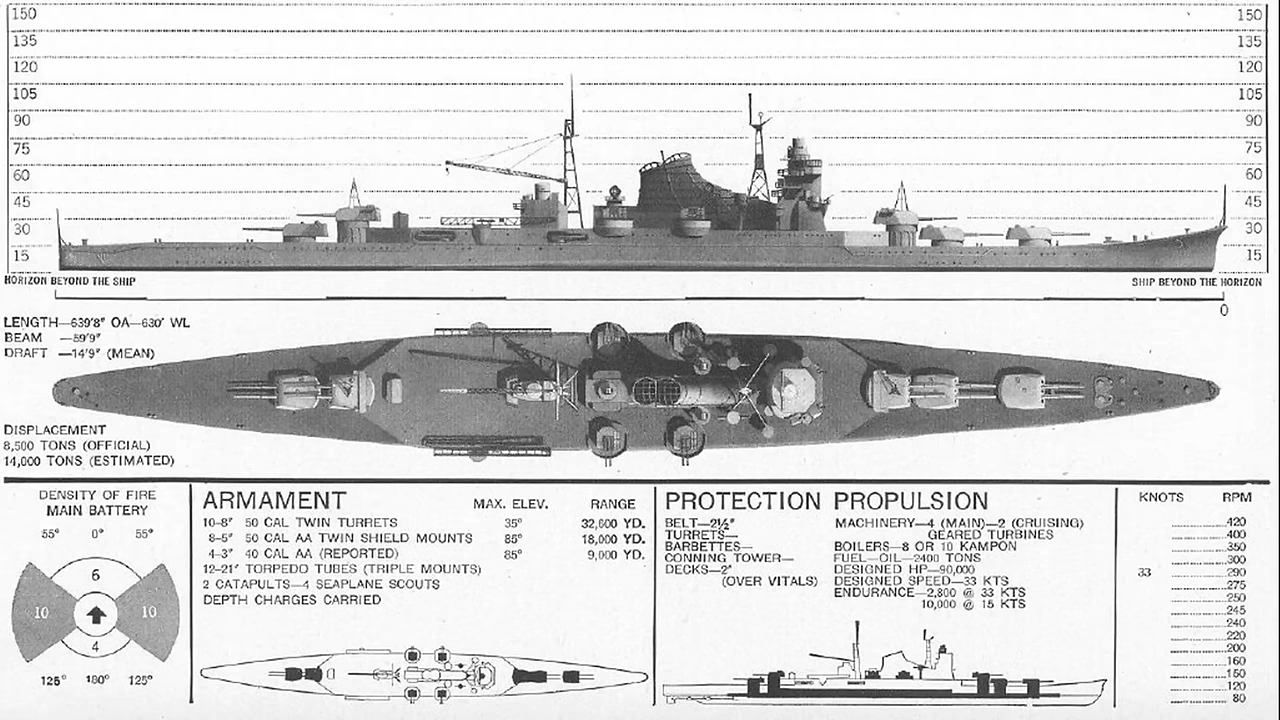 150 150
135 135
120 120
105 105
90 90
75 75
60 60
45 45
30 30
15 15
HORIZON BEYOND THE SHIP
SHIP BEYOND THE HORIZON
0
LENGTH—639'8" OA—630' WL
BEAM —59'9"
DRAFT —14'9" (MEAN)
DISPLACEMENT
8,500 TONS (OFFICIAL)
14,000 TONS (ESTIMATED)
DENSITY OF FIRE
MAIN BATTERY
55° 0° 55°
6
10 10
4
125° 180° 125°
ARMAMENT MAX. ELEV. RANGE
10—8" 50 CAL TWIN TURRETS 35° 32,600 YD.
8—5" 50 CAL AA TWIN SHIELD MOUNTS 85° 18,000 YD.
4—3" 40 CAL AA (REPORTED) 85° 9,000 YD.
12—21" TORPEDO TUBES (TRIPLE MOUNTS)
2 CATAPULTS—4 SEAPLANE SCOUTS
DEPTH CHARGES CARRIED
PROTECTION
BELT—2½"
TURRETS—
BARBETTES—
CONNING TOWER—
DECKS—2"
(OVER VITALS)
PROPULSION
MACHINERY—4 (MAIN)—2 (CRUISING)
GEARED TURBINES
BOILERS—8 OR 10 KAMPON
FUEL—OIL—2400 TONS
DESIGNED HP—90,000
DESIGNED SPEED—33 KTS
ENDURANCE—2,800 @ 33 KTS
10,000 @ 15 KTS
KNOTS RPM
420
400
350
300
33 290
275
250
245
240
220
200
160
150
120
80